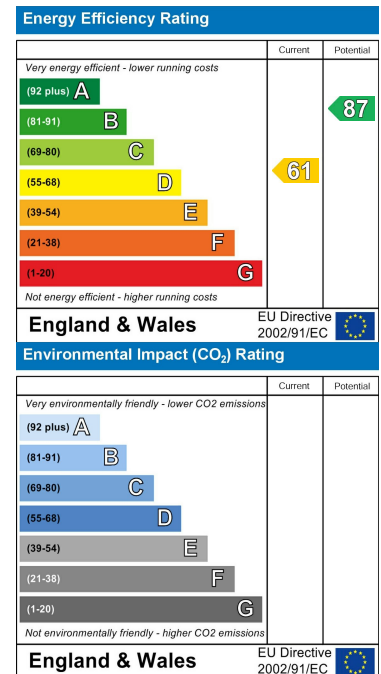 Energy Efficiency Rating
Current Potential
Very energy efficient - lower running costs
(92 plus) A
(81-91) B
87
(69-80) C
(55-68) D
61
(39-54) E
(21-38) F
(1-20) G
Not energy efficient - higher running costs
England & Wales
EU Directive
2002/91/EC
Environmental Impact (CO₂) Rating
Current Potential
Very environmentally friendly - lower CO2 emissions
(92 plus) A
(81-91) B
(69-80) C
(55-68) D
(39-54) E
(21-38) F
(1-20) G
Not environmentally friendly - higher CO2 emissions
England & Wales
EU Directive
2002/91/EC